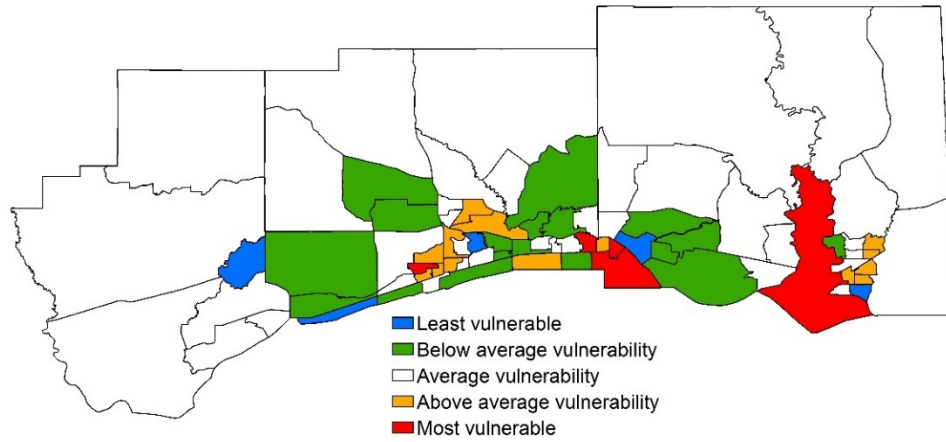 Least vulnerable
Below average vulnerability
Average vulnerability
Above average vulnerability
Most vulnerable